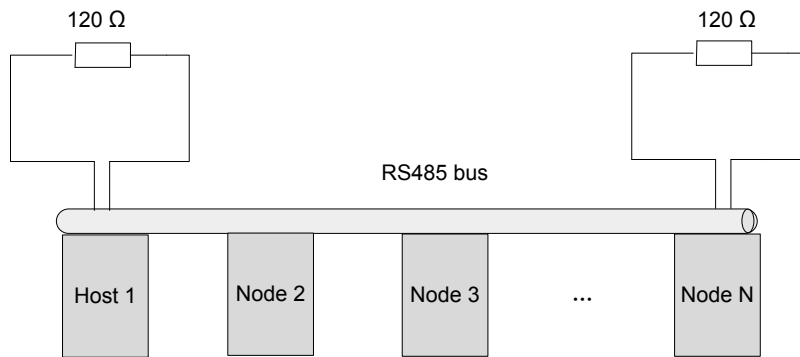 120 Ω
120 Ω
RS485 bus
Host 1
Node 2
Node 3
...
Node N